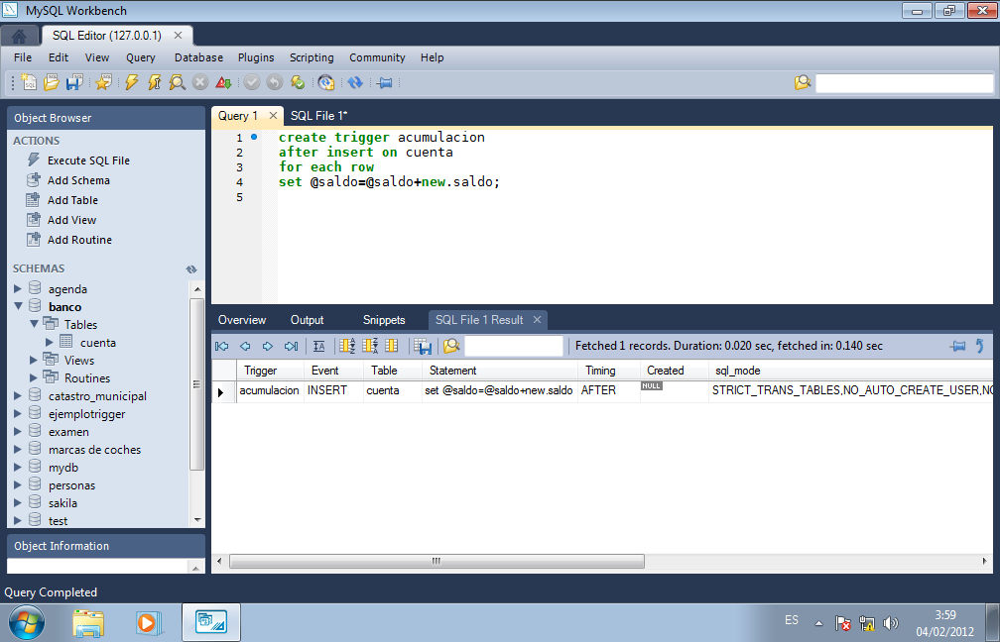 MySQL Workbench
SQL Editor (127.0.0.1)
File Edit View Query Database Plugins Scripting Community Help
Object Browser
ACTIONS
Execute SQL File
Add Schema
Add Table
Add View
Add Routine
SCHEMAS
agenda
banco
Tables
cuenta
Views
Routines
catastro_municipal
ejemplotrigger
examen
marcas de coches
mydb
personas
sakila
test
Object Information
Query 1 SQL File 1*
1 create trigger acumulacion
2 after insert on cuenta
3 for each row
4 set @saldo=@saldo+new.saldo;
5
Overview Output Snippets SQL File 1 Result
Fetched 1 records. Duration: 0.020 sec, fetched in: 0.140 sec
Trigger Event Table Statement Timing Created sql_mode
acumulacion INSERT cuenta set @saldo=@saldo+new.saldo AFTER NULL STRICT_TRANS_TABLES,NO_AUTO_CREATE_USER,NO
Query Completed
ES
3:59
04/02/2012